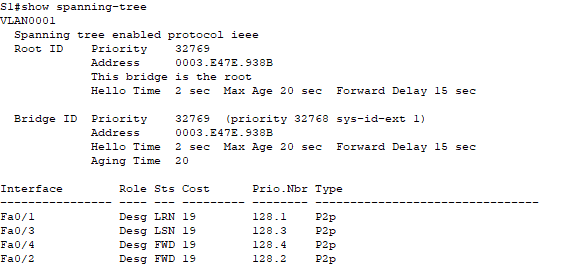 S1#show spanning-tree
VLAN0001
  Spanning tree enabled protocol ieee
  Root ID    Priority    32769
             Address     0003.E47E.938B
             This bridge is the root
             Hello Time  2 sec  Max Age 20 sec  Forward Delay 15 sec

  Bridge ID  Priority    32769  (priority 32768 sys-id-ext 1)
             Address     0003.E47E.938B
             Hello Time  2 sec  Max Age 20 sec  Forward Delay 15 sec
             Aging Time  20

Interface        Role Sts Cost      Prio.Nbr Type
---------------- ---- --- --------- -------- --------------------------------
Fa0/1            Desg LRN 19        128.1    P2p
Fa0/3            Desg LSN 19        128.3    P2p
Fa0/4            Desg FWD 19        128.4    P2p
Fa0/2            Desg FWD 19        128.2    P2p